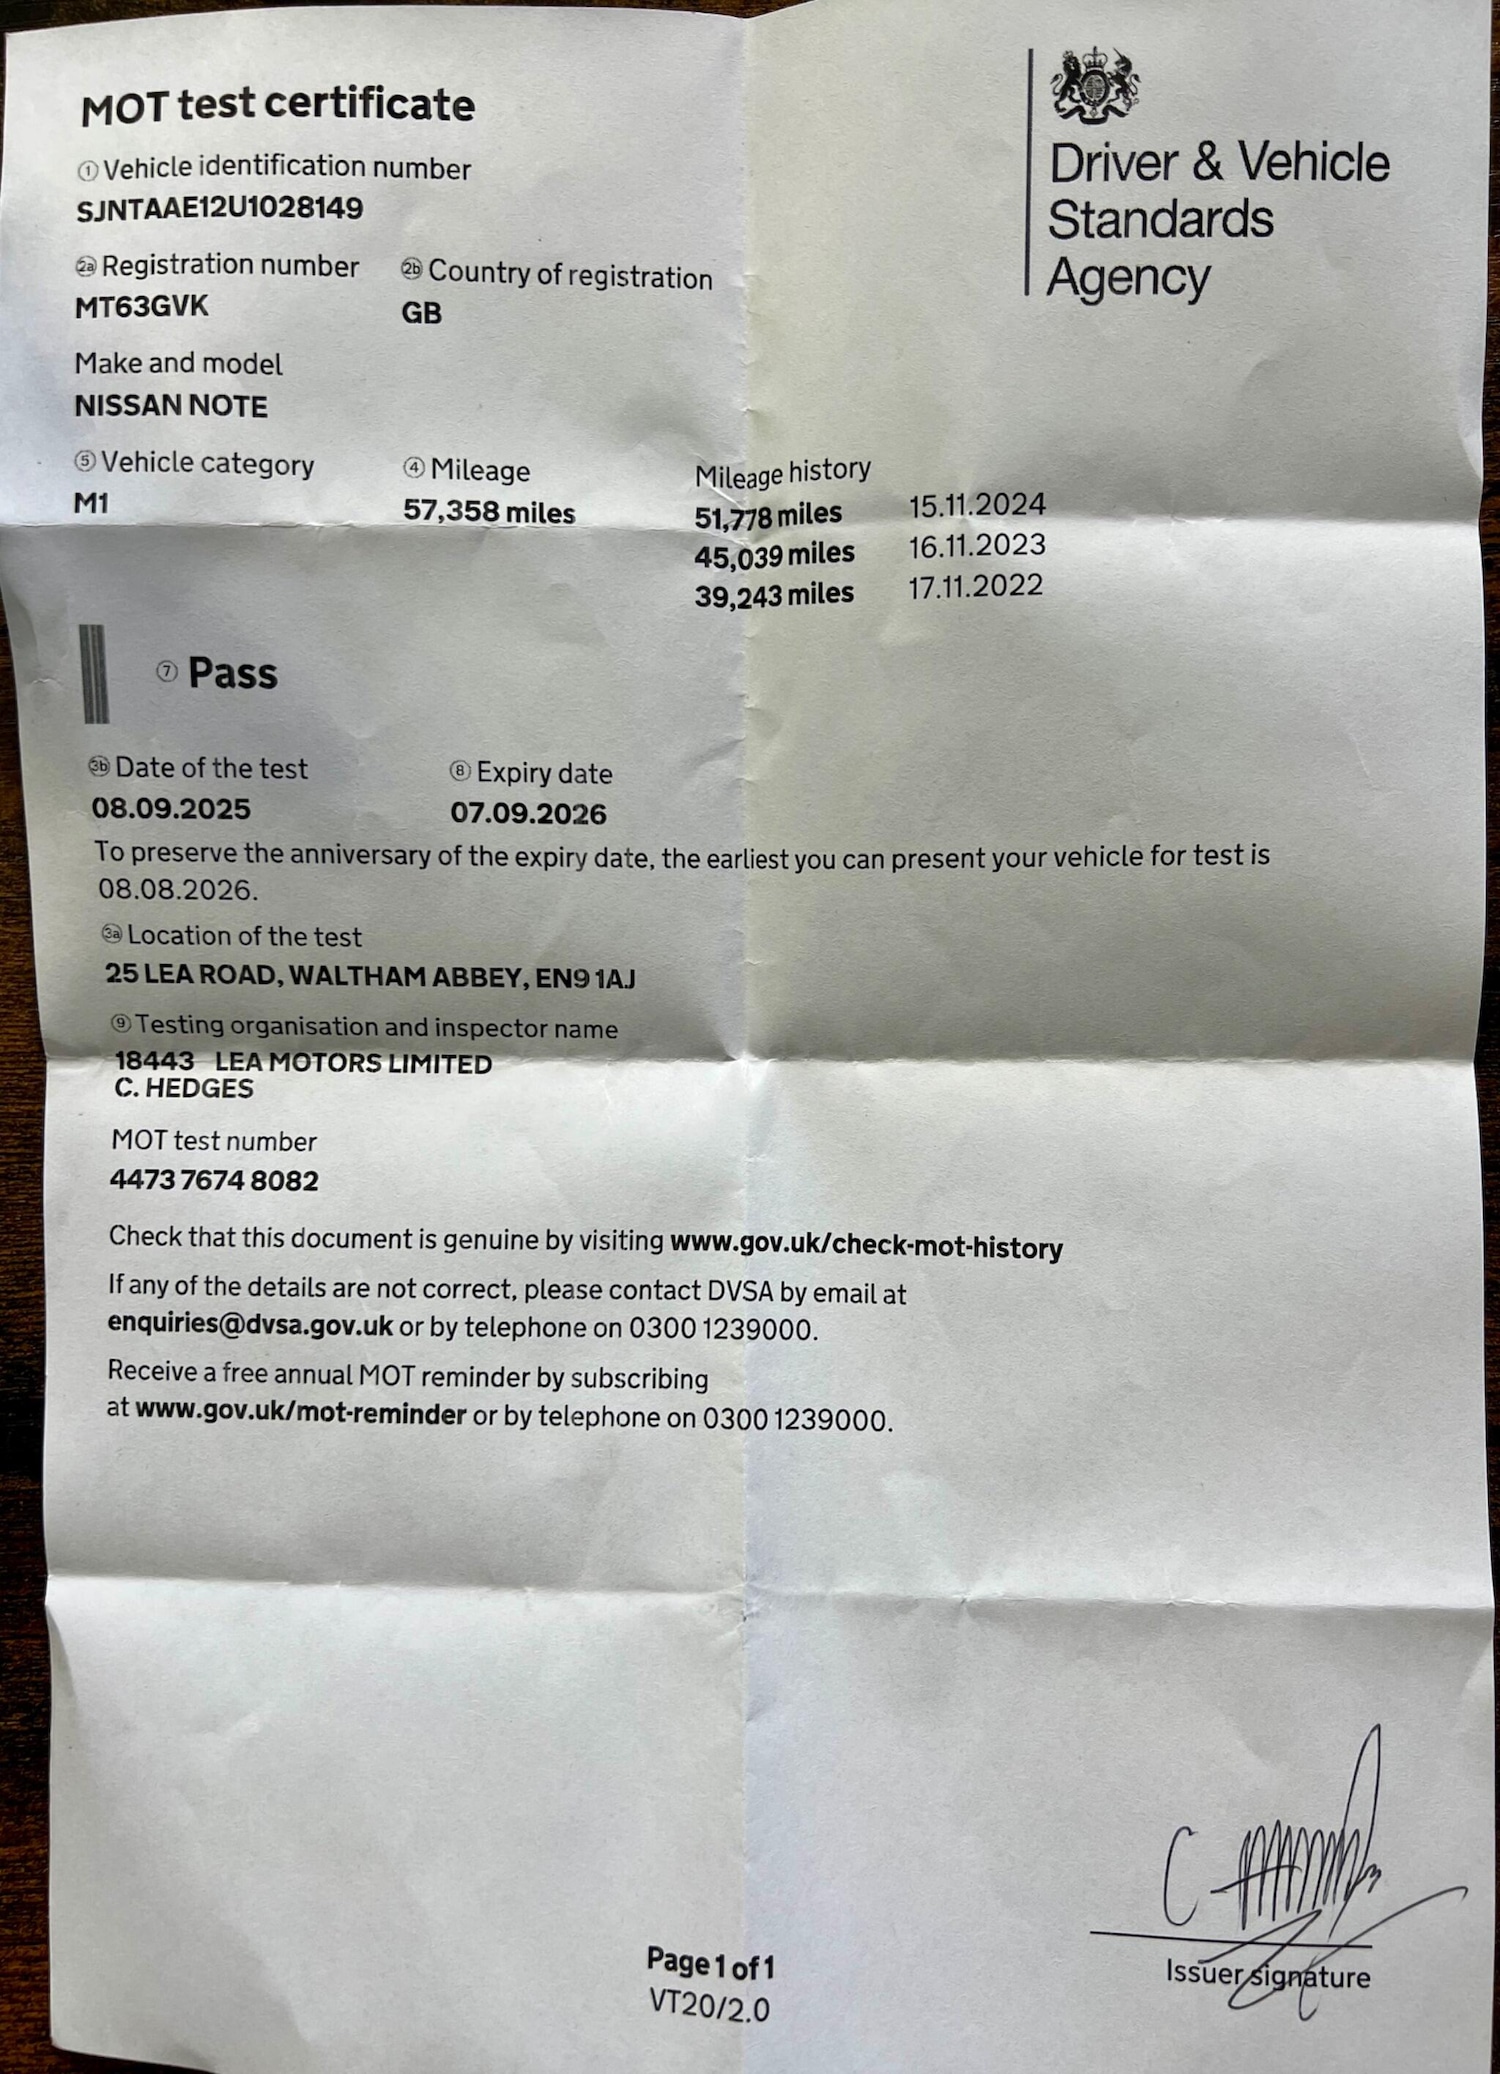 MOT test certificate
Driver & Vehicle
Standards
Agency
① Vehicle identification number
SJNTAAE12U1028149
2a Registration number 2b Country of registration
MT63GVK GB
Make and model
NISSAN NOTE
⑤ Vehicle category ④ Mileage Mileage history
M1 57,358 miles 51,778 miles 15.11.2024
45,039 miles 16.11.2023
39,243 miles 17.11.2022
⑦ Pass
3b Date of the test ⑧ Expiry date
08.09.2025 07.09.2026
To preserve the anniversary of the expiry date, the earliest you can present your vehicle for test is
08.08.2026.
3a Location of the test
25 LEA ROAD, WALTHAM ABBEY, EN9 1AJ
⑨ Testing organisation and inspector name
18443 LEA MOTORS LIMITED
C. HEDGES
MOT test number
4473 7674 8082
Check that this document is genuine by visiting www.gov.uk/check-mot-history
If any of the details are not correct, please contact DVSA by email at
enquiries@dvsa.gov.uk or by telephone on 0300 1239000.
Receive a free annual MOT reminder by subscribing
at www.gov.uk/mot-reminder or by telephone on 0300 1239000.
Issuer signature
Page 1 of 1
VT20/2.0